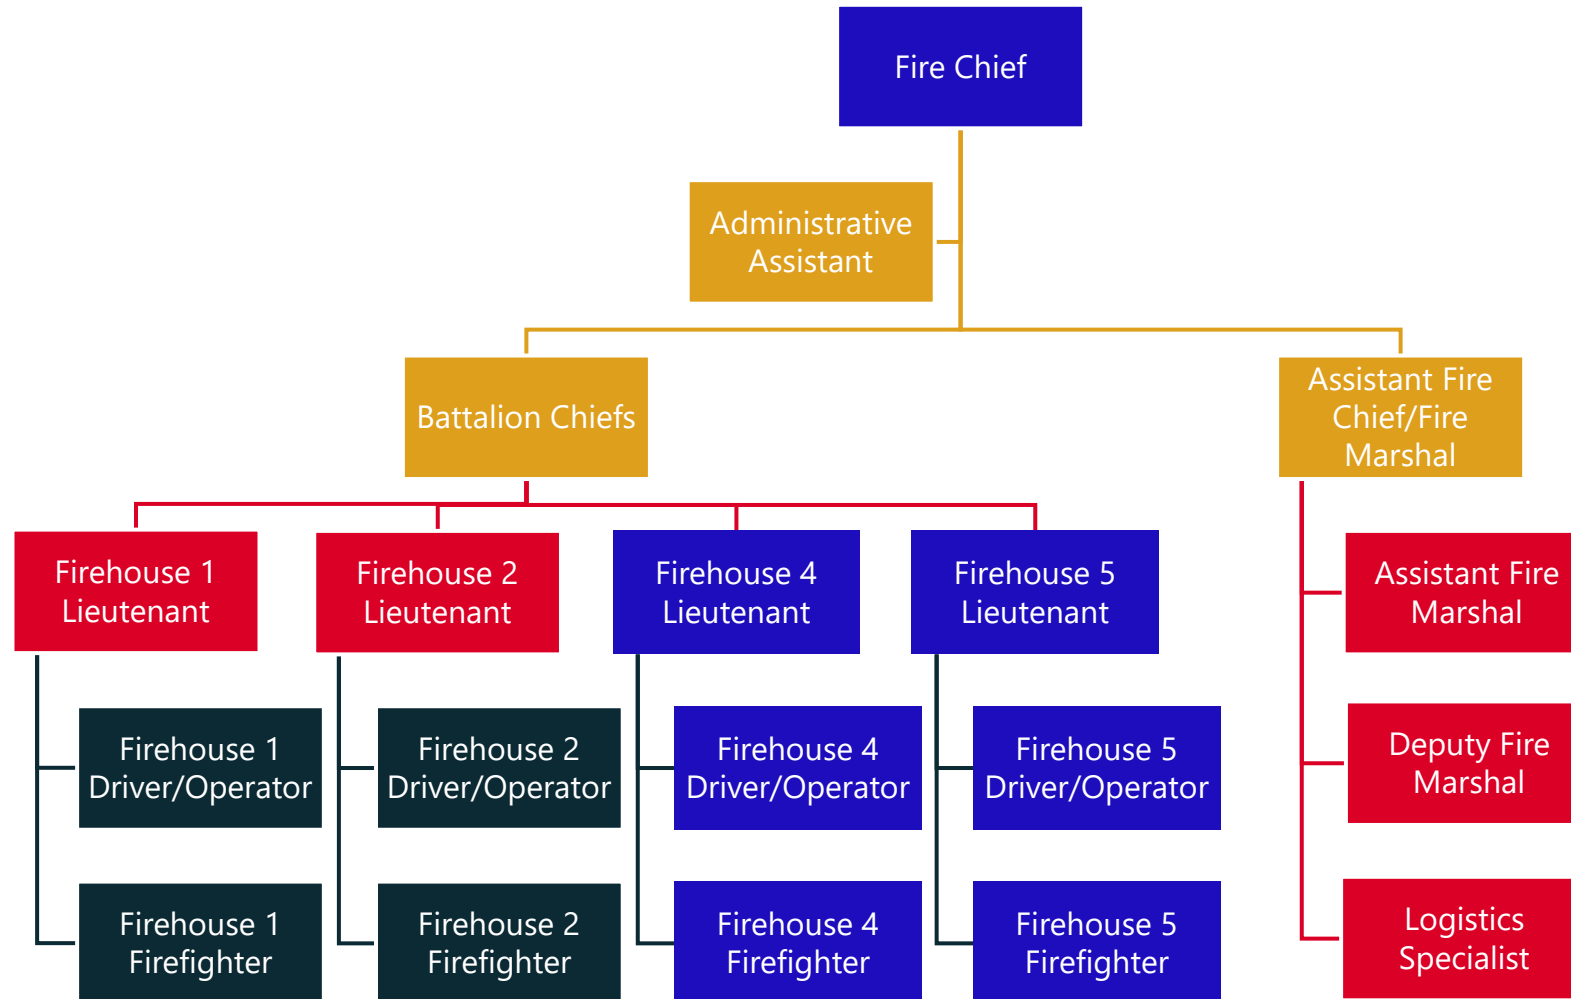 Fire Chief
Administrative
Assistant
Battalion Chiefs
Assistant Fire
Chief/Fire
Marshal
Firehouse 1
Lieutenant
Firehouse 2
Lieutenant
Firehouse 4
Lieutenant
Firehouse 5
Lieutenant
Assistant Fire
Marshal
Firehouse 1
Driver/Operator
Firehouse 2
Driver/Operator
Firehouse 4
Driver/Operator
Firehouse 5
Driver/Operator
Deputy Fire
Marshal
Firehouse 1
Firefighter
Firehouse 2
Firefighter
Firehouse 4
Firefighter
Firehouse 5
Firefighter
Logistics
Specialist